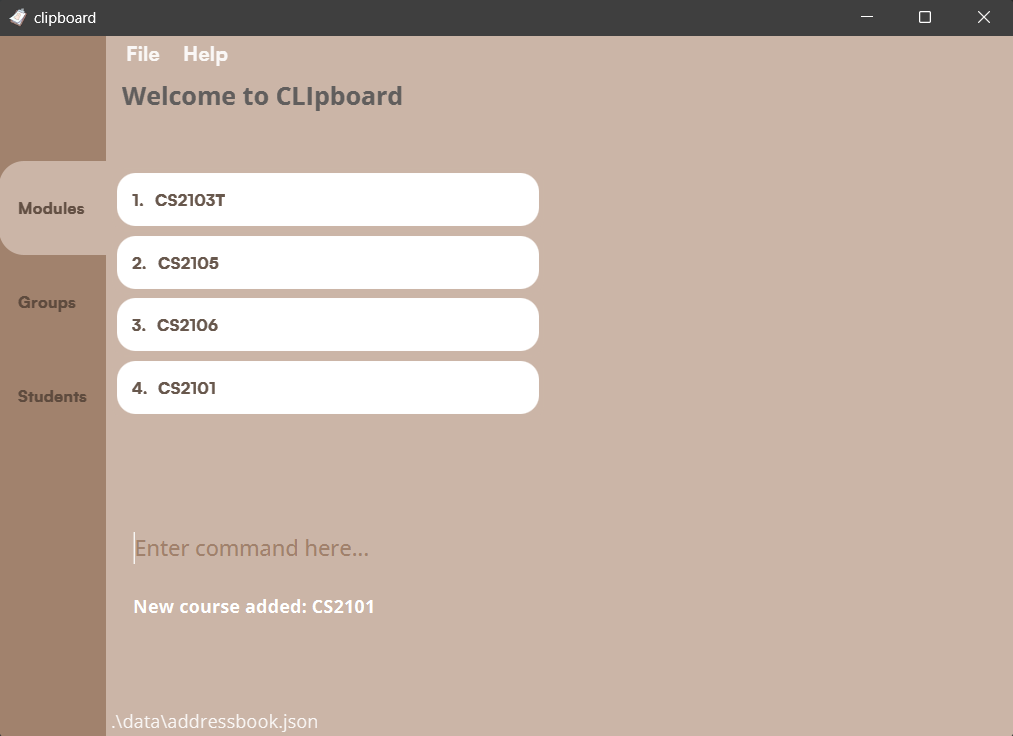 clipboard
File Help
Welcome to CLIpboard
Modules
Groups
Students
1. CS2103T
2. CS2105
3. CS2106
4. CS2101
Enter command here...
New course added: CS2101
.\data\addressbook.json